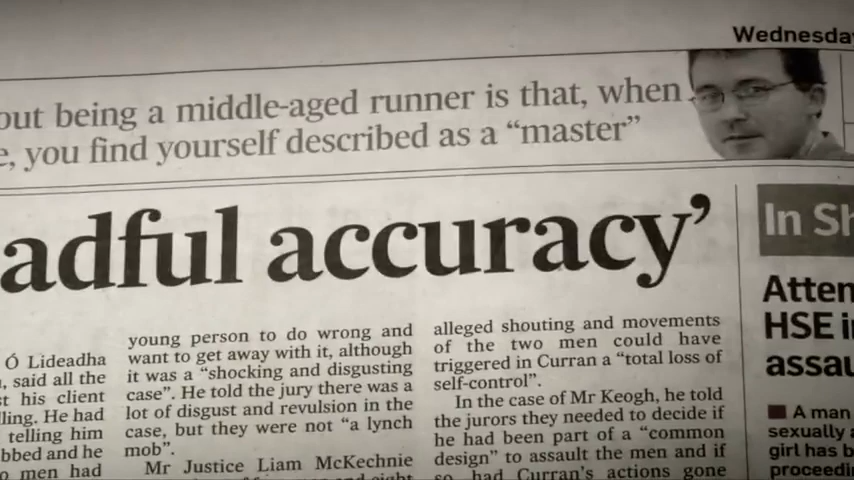 Wednesda
out being a middle-aged runner is that, when
e, you find yourself described as a “master”
adful accuracy’
Ó Lideadha
, said all the
t his client
ling. He had
telling him
bbed and he
o men had
young person to do wrong and
want to get away with it, although
it was a “shocking and disgusting
case”. He told the jury there was a
lot of disgust and revulsion in the
case, but they were not “a lynch
mob”.
Mr Justice Liam McKechnie
eight
alleged shouting and movements
of the two men could have
triggered in Curran a “total loss of
self-control”.
In the case of Mr Keogh, he told
the jurors they needed to decide if
he had been part of a “common
design” to assault the men and if
so, had Curran’s actions gone
In Sh
Atten
HSE i
assau
A man
sexually a
girl has b
proceedin